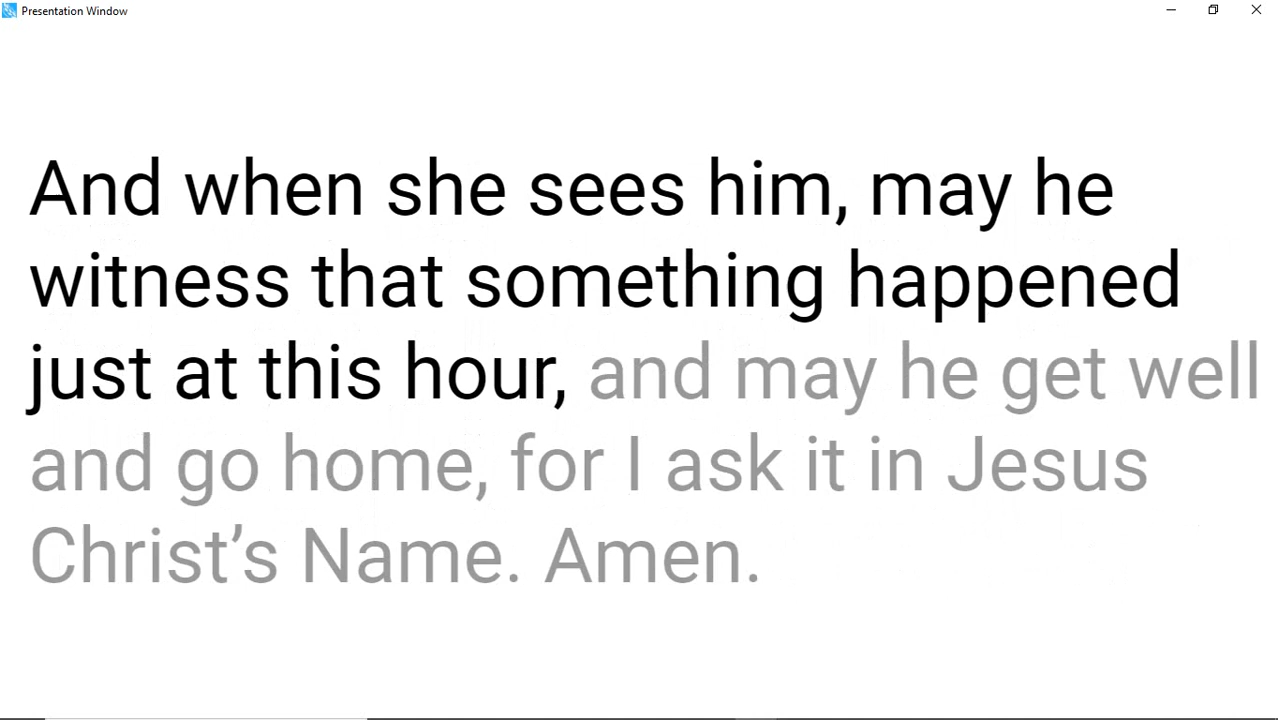 Presentation Window
And when she sees him, may he
witness that something happened
just at this hour, and may he get well
and go home, for I ask it in Jesus
Christ’s Name. Amen.